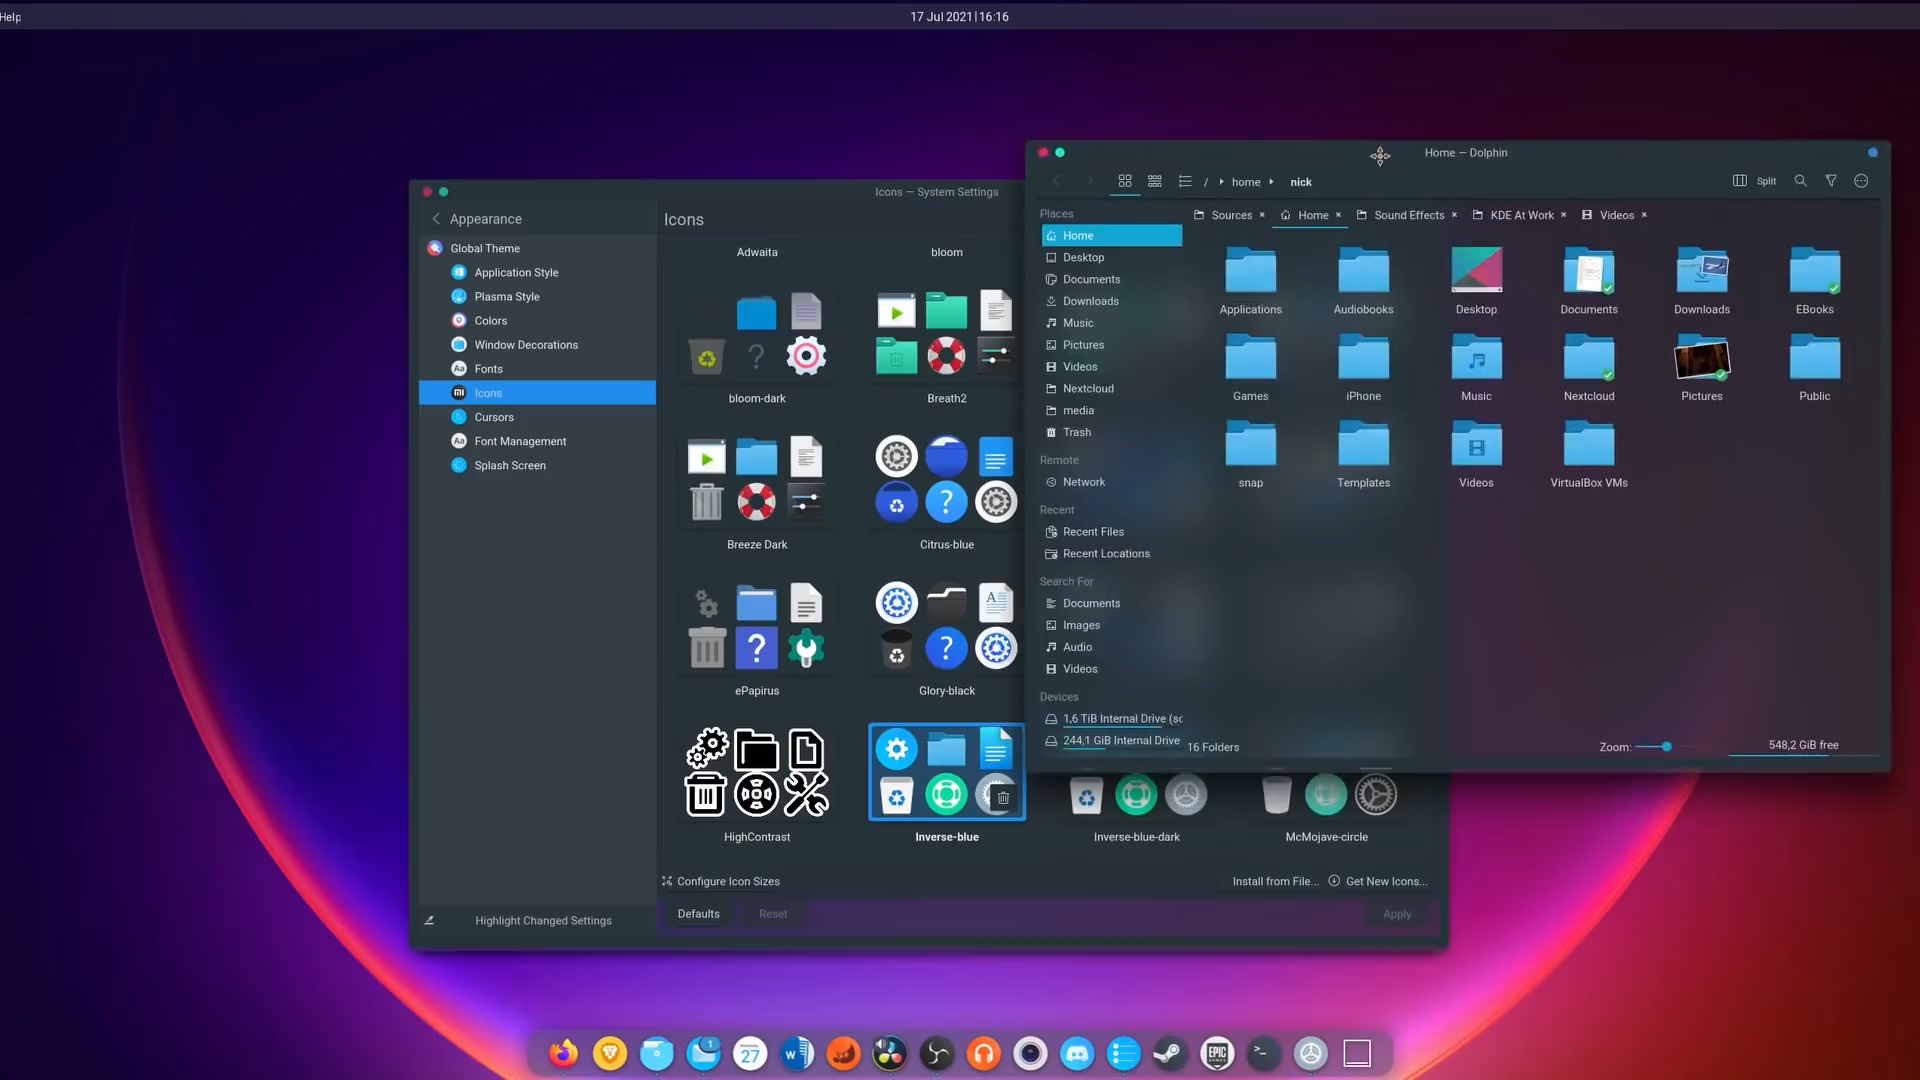 Help
17 Jul 2021|16:16
Icons — System Settings
Appearance
Global Theme
Application Style
Plasma Style
Colors
Window Decorations
Fonts
Icons
Cursors
Font Management
Splash Screen
Highlight Changed Settings
Icons
Adwaita
bloom
bloom-dark
Breath2
Breeze Dark
Citrus-blue
ePapirus
Glory-black
HighContrast
Inverse-blue
Inverse-blue-dark
McMojave-circle
Configure Icon Sizes
Install from File...
Get New Icons...
Defaults
Reset
Apply
Home — Dolphin
/ home nick
Split
Places
Home
Desktop
Documents
Downloads
Music
Pictures
Videos
Nextcloud
media
Trash
Remote
Network
Recent
Recent Files
Recent Locations
Search For
Documents
Images
Audio
Videos
Devices
1,6 TiB Internal Drive (sc
244,1 GiB Internal Drive
Sources
Home
Sound Effects
KDE At Work
Videos
Applications
Audiobooks
Desktop
Documents
Downloads
EBooks
Games
iPhone
Music
Nextcloud
Pictures
Public
snap
Templates
Videos
VirtualBox VMs
16 Folders
Zoom:
548,2 GiB free
1
27
W
EPIC